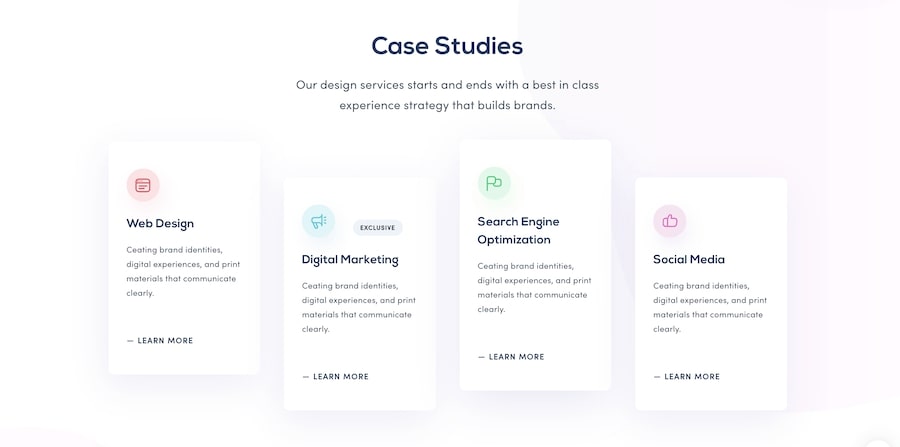 Case Studies
Our design services starts and ends with a best in class
experience strategy that builds brands.
Web Design
Ceating brand identities,
digital experiences, and print
materials that communicate
clearly.
— LEARN MORE
EXCLUSIVE
Digital Marketing
Ceating brand identities,
digital experiences, and print
materials that communicate
clearly.
— LEARN MORE
Search Engine
Optimization
Ceating brand identities,
digital experiences, and print
materials that communicate
clearly.
— LEARN MORE
Social Media
Ceating brand identities,
digital experiences, and print
materials that communicate
clearly.
— LEARN MORE